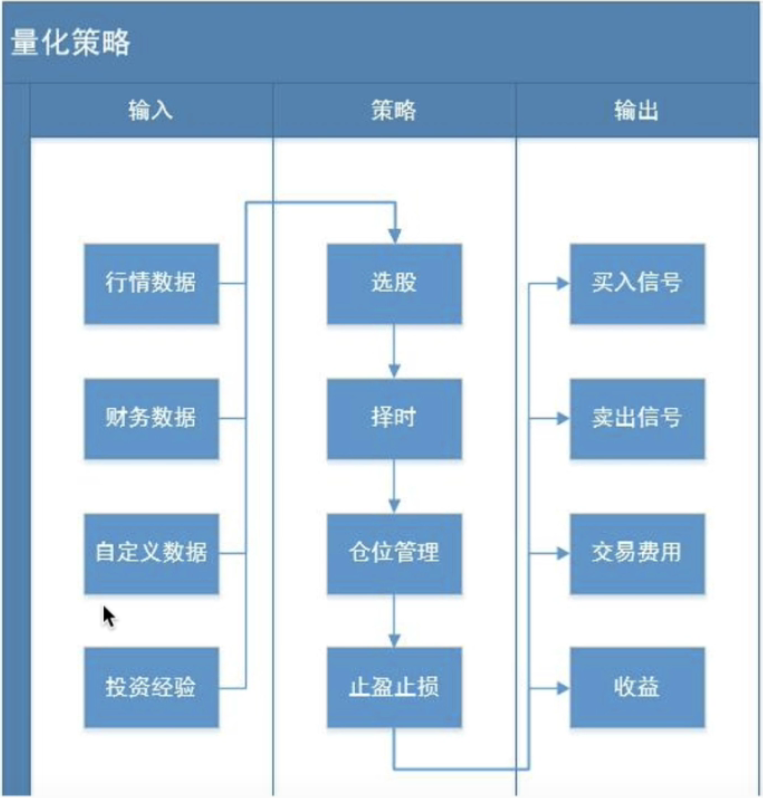 量化策略
输入
策略
输出
行情数据
选股
买入信号
财务数据
择时
卖出信号
自定义数据
仓位管理
交易费用
投资经验
止盈止损
收益